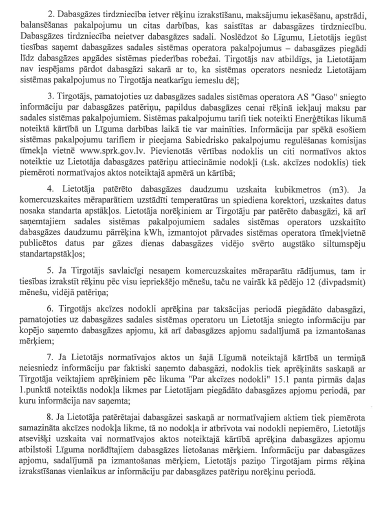 2. Dabasgāzes tirdzniecība ietver rēķinu izrakstīšanu, maksājumu iekasēšanu, apstrādi,
balansēšanas pakalpojumu un citas darbības, kas saistītas ar dabasgāzes tirdzniecību.
Dabasgāzes tirdzniecība neietver dabasgāzes sadali. Noslēdzot šo Līgumu, Lietotājs iegūst
tiesības saņemt dabasgāzes sadales sistēmas operatora pakalpojumus – dabasgāzes piegādi
līdz dabasgāzes apgādes sistēmas piederības robežai. Tirgotājs nav atbildīgs, ja Lietotājam
nav iespējams pārdot dabasgāzi sakarā ar to, ka sistēmas operators nesniedz Lietotājam
sistēmas pakalpojumus no Tirgotāja neatkarīgu iemeslu dēļ;
3. Tirgotājs, pamatojoties uz dabasgāzes sadales sistēmas operatora AS "Gaso" sniegto
informāciju par dabasgāzes patēriņu, papildus dabasgāzes cenai rēķinā iekļauj maksu par
sadales sistēmas pakalpojumiem. Sistēmas pakalpojumu tarifi tiek noteikti Enerģētikas likumā
noteiktā kārtībā un Līguma darbības laikā tie var mainīties. Informācija par spēkā esošiem
sistēmas pakalpojumu tarifiem ir pieejama Sabiedrisko pakalpojumu regulēšanas komisijas
tīmekļa vietnē www.sprk.gov.lv. Pievienotās vērtības nodoklis un citi normatīvos aktos
noteiktie uz Lietotāja dabasgāzes patēriņu attiecināmie nodokļi (t.sk. akcīzes nodoklis) tiek
piemēroti normatīvajos aktos noteiktajā apmērā un kārtībā;
4. Lietotāja patērēto dabasgāzes daudzumu uzskaita kubikmetros (m3). Ja
komercuzskaites mēraparātiem uzstādīti temperatūras un spiediena korektori, uzskaites datus
nosaka standarta apstākļos. Lietotāja norēķiniem ar Tirgotāju par patērēto dabasgāzi, kā arī
saņemtajiem sadales sistēmas pakalpojumiem sadales sistēmas operators uzskaitīto
dabasgāzes daudzumu pārrēķina kWh, izmantojot pārvades sistēmas operatora tīmekļvietnē
publicētos datus par gāzes dienas dabasgāzes vidējo svērto augstāko siltumspēju
standartapstākļos;
5. Ja Tirgotājs savlaicīgi nesaņem komercuzskaites mēraparātu rādījumus, tam ir
tiesības izrakstīt rēķinu pēc visu iepriekšējo mēnešu, taču ne vairāk kā pēdējo 12 (divpadsmit)
mēnešu, vidējā patēriņa;
6. Tirgotājs akcīzes nodokli aprēķina par taksācijas periodā piegādāto dabasgāzi,
pamatojoties uz dabasgāzes sadales sistēmas operatoru un Lietotāja sniegto informāciju par
kopējo saņemto dabasgāzes apjomu, kā arī dabasgāzes apjomu sadalījumā pa izmantošanas
mērķiem;
7. Ja Lietotājs normatīvajos aktos un šajā Līgumā noteiktajā kārtībā un termiņā
neiesniedz informāciju par faktiski saņemto dabasgāzi, nodoklis tiek aprēķināts saskaņā ar
Tirgotāja veiktajiem aprēķiniem pēc likuma "Par akcīzes nodokli" 15.1 panta pirmās daļas
1.punktā noteiktās nodokļa likmes par Lietotājam piegādāto dabasgāzes apjomu periodā, par
kuru informācija nav saņemta;
8. Ja Lietotāja patērētajai dabasgāzei saskaņā ar normatīvajiem aktiem tiek piemērota
samazināta akcīzes nodokļa likme, tā no nodokļa ir atbrīvota vai nodokli nepiemēro, Lietotājs
atsevišķi uzskaita vai normatīvajos aktos noteiktajā kārtībā aprēķina dabasgāzes apjomu
atbilstoši Līguma norādītajiem dabasgāzes lietošanas mērķiem. Informāciju par dabasgāzes
apjomu, sadalījumā pa izmantošanas mērķiem, Lietotājs paziņo Tirgotājam pirms rēķina
izrakstīšanas vienlaikus ar informāciju par dabasgāzes patēriņu norēķinu periodā.